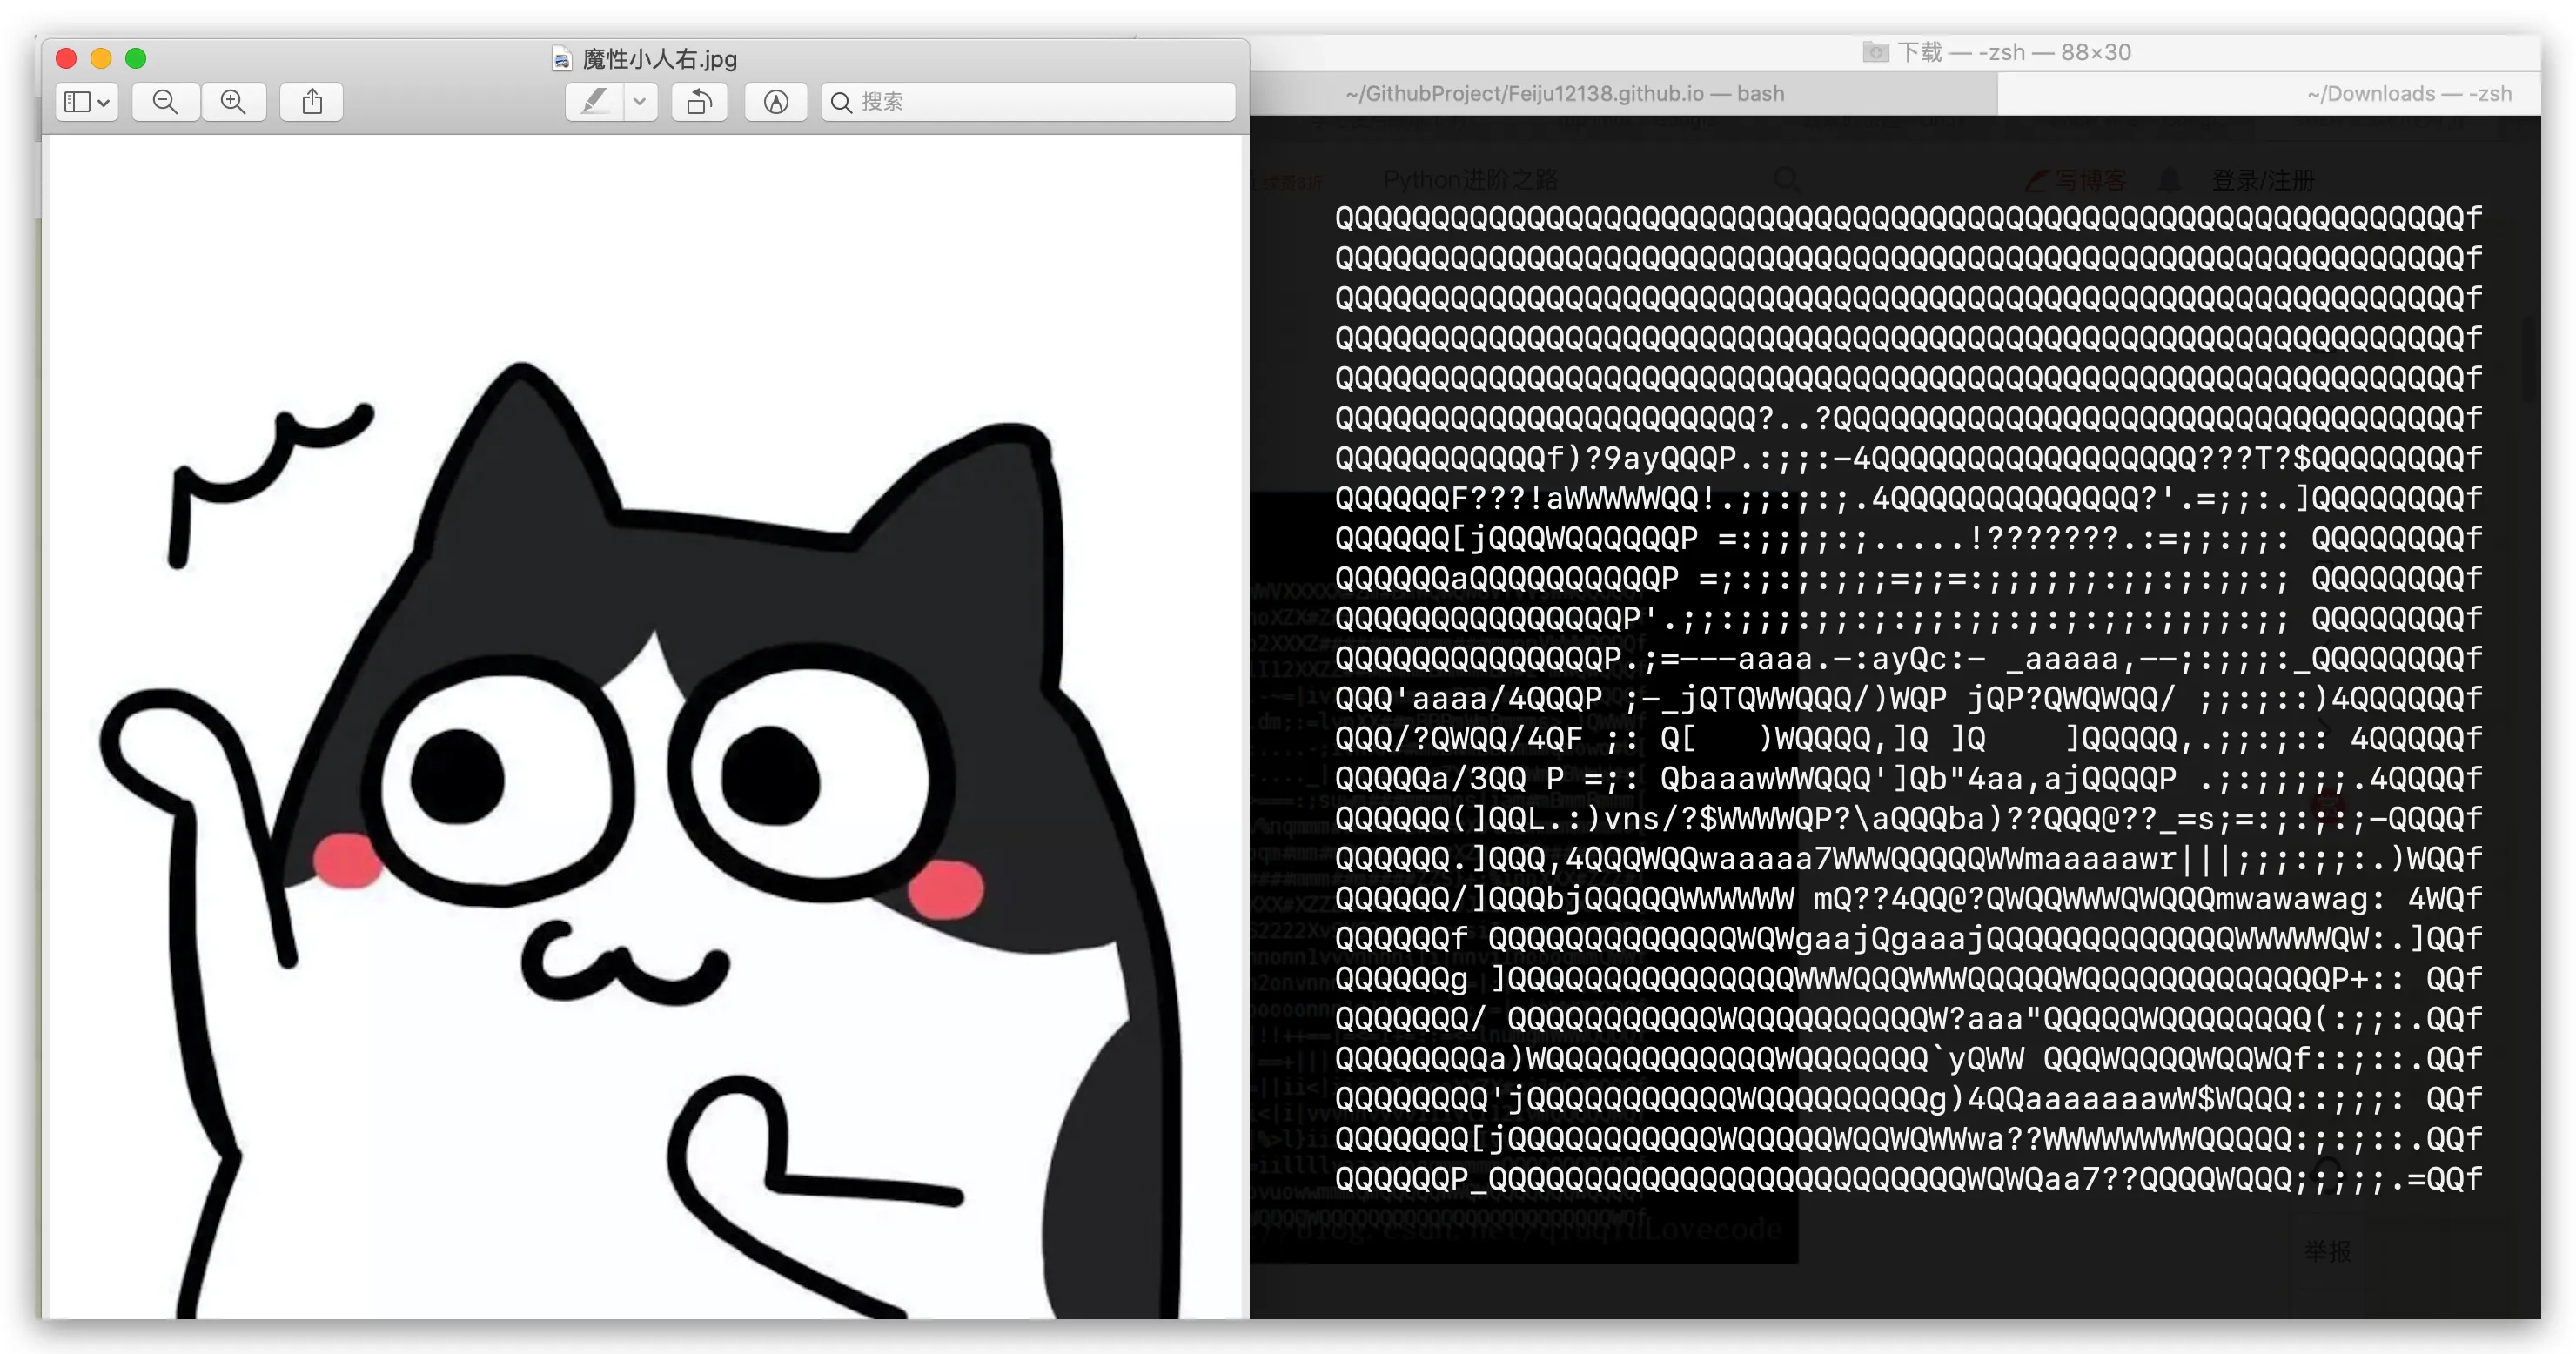 魔性小人右.jpg
搜索
下载 — -zsh — 88×30
~/GithubProject/Feiju12138.github.io — bash
~/Downloads — -zsh
Python进阶之路
写博客
登录/注册
QQQQQQQQQQQQQQQQQQQQQQQQQQQQQQQQQQQQQQQQQQQQQQQQQQQQQQQQQQQf
QQQQQQQQQQQQQQQQQQQQQQQQQQQQQQQQQQQQQQQQQQQQQQQQQQQQQQQQQQQf
QQQQQQQQQQQQQQQQQQQQQQQQQQQQQQQQQQQQQQQQQQQQQQQQQQQQQQQQQQQf
QQQQQQQQQQQQQQQQQQQQQQQQQQQQQQQQQQQQQQQQQQQQQQQQQQQQQQQQQQQf
QQQQQQQQQQQQQQQQQQQQQQQQQQQQQQQQQQQQQQQQQQQQQQQQQQQQQQQQQQQf
QQQQQQQQQQQQQQQQQQQQQQ?..?QQQQQQQQQQQQQQQQQQQQQQQQQQQQQQQQQf
QQQQQQQQQQQf)?9ayQQQP.:;;:-4QQQQQQQQQQQQQQQQQ???T?$QQQQQQQQf
QQQQQQF???!aWWWWWQQ!.;;:;:;.4QQQQQQQQQQQQQ?'.=;;:.]QQQQQQQQf
QQQQQQ[jQQQWQQQQQQP =:;;;;:;.....!???????.:=;;:;;: QQQQQQQQf
QQQQQQaQQQQQQQQQQP =;:;:;:;;;=;;=:;;;;;;:;:;:;:;;:; QQQQQQQQf
QQQQQQQQQQQQQQQP'.;;:;;;:;;:;:;;:;;:;:;;:;;:;;;;:;; QQQQQQQQf
QQQQQQQQQQQQQQP.;=---aaaa.-:ayQc:- _aaaaa,--;:;;;:_QQQQQQQQf
QQQ'aaaa/4QQQP ;-_jQTQWWQQQ/)WQP jQP?QWQWQQ/ ;;:;::)4QQQQQQf
QQQ/?QWQQ/4QF ;: Q[   )WQQQQ,]Q ]Q    ]QQQQQ,.;;:;:: 4QQQQQf
QQQQQQa/3QQ P =;: QbaaawWWQQQ']Qb"4aa,ajQQQQP .;:;;;;;.4QQQQf
QQQQQQ(]QQL.:)vns/?$WWWWQP?\aQQQba)??QQQ@??_=s;=:;:;:;-QQQQf
QQQQQQ.]QQQ,4QQQWQQwaaaaa7WWWQQQQQWWmaaaaawr|||;;;:;;:.)WQQf
QQQQQQ/]QQQbjQQQQQWWWWWW mQ??4QQ@?QWQQWWWQWQQQmwawawag: 4WQf
QQQQQQf QQQQQQQQQQQQQWQWgaajQgaaajQQQQQQQQQQQQQWWWWWQW:.]QQf
QQQQQQg ]QQQQQQQQQQQQQQQWWWQQQWWWQQQQQWQQQQQQQQQQQQQP+:: QQf
QQQQQQQ/ QQQQQQQQQQQWQQQQQQQQQQW?aaa"QQQQQWQQQQQQQQ(:;;:.QQf
QQQQQQQQa)WQQQQQQQQQQQQWQQQQQQQ`yQWW QQQWQQQQWQQWQf::;::.QQf
QQQQQQQQ'jQQQQQQQQQQQWQQQQQQQQQg)4QQaaaaaaawW$WQQQ::;;;: QQf
QQQQQQQ[jQQQQQQQQQQQWQQQQQWQQWQWWwa??WWWWWWWWQQQQQ:;:;::.QQf
QQQQQQP_QQQQQQQQQQQQQQQQQQQQQQQQQWQWQaa7??QQQQWQQQ;;;;;.=QQf
举报